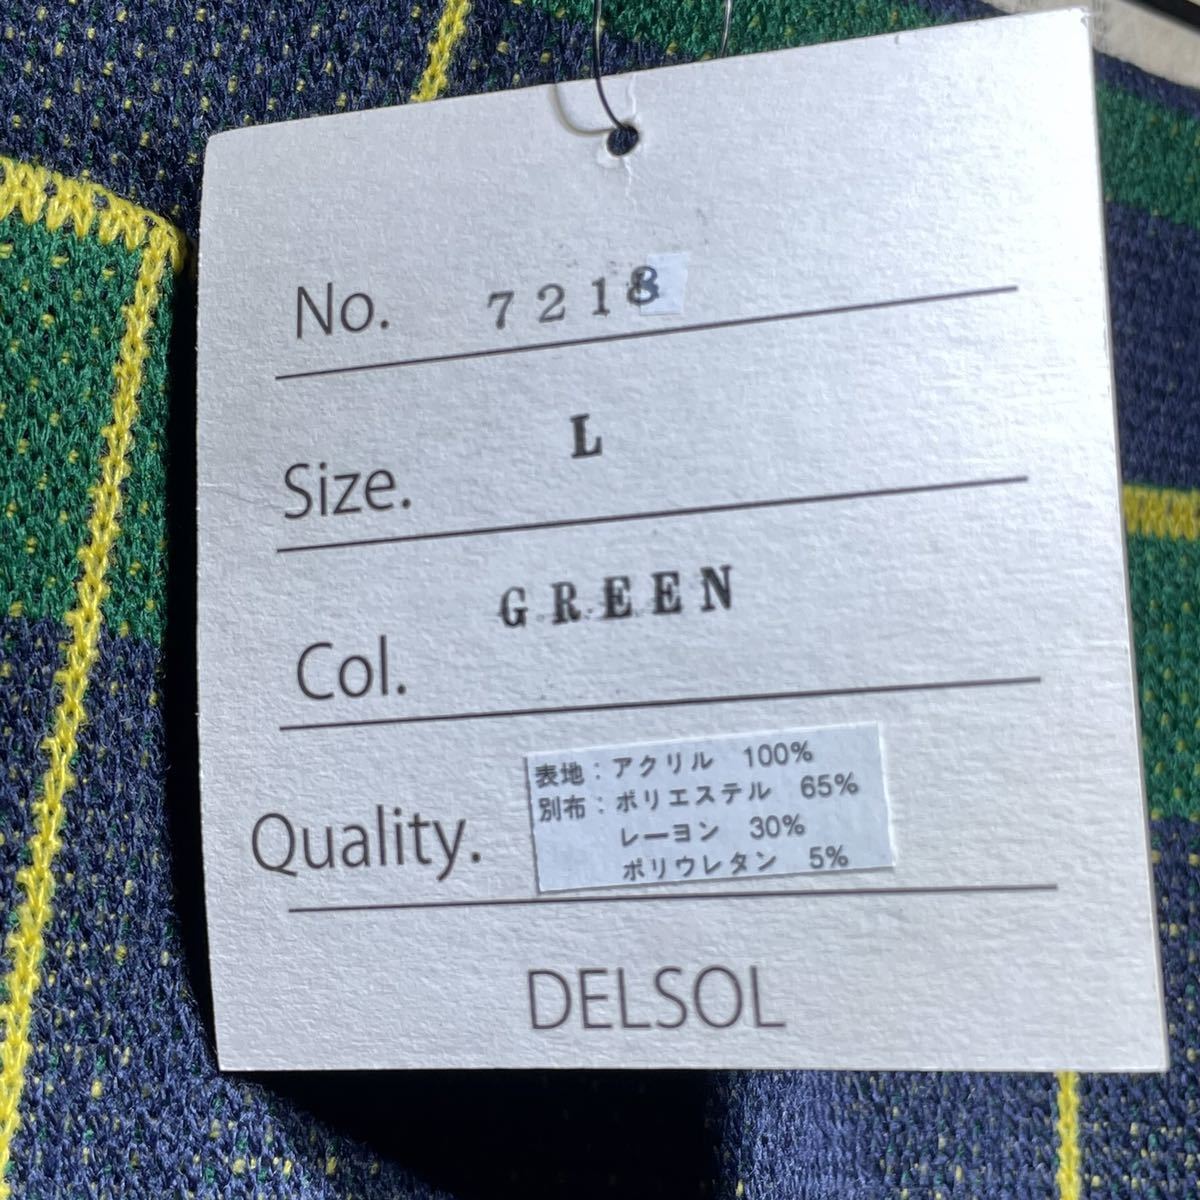 No. 7218
Size. L
Col. GREEN
Quality.
表地：アクリル 100%
別布：ポリエステル 65%
レーヨン 30%
ポリウレタン 5%
DELSOL